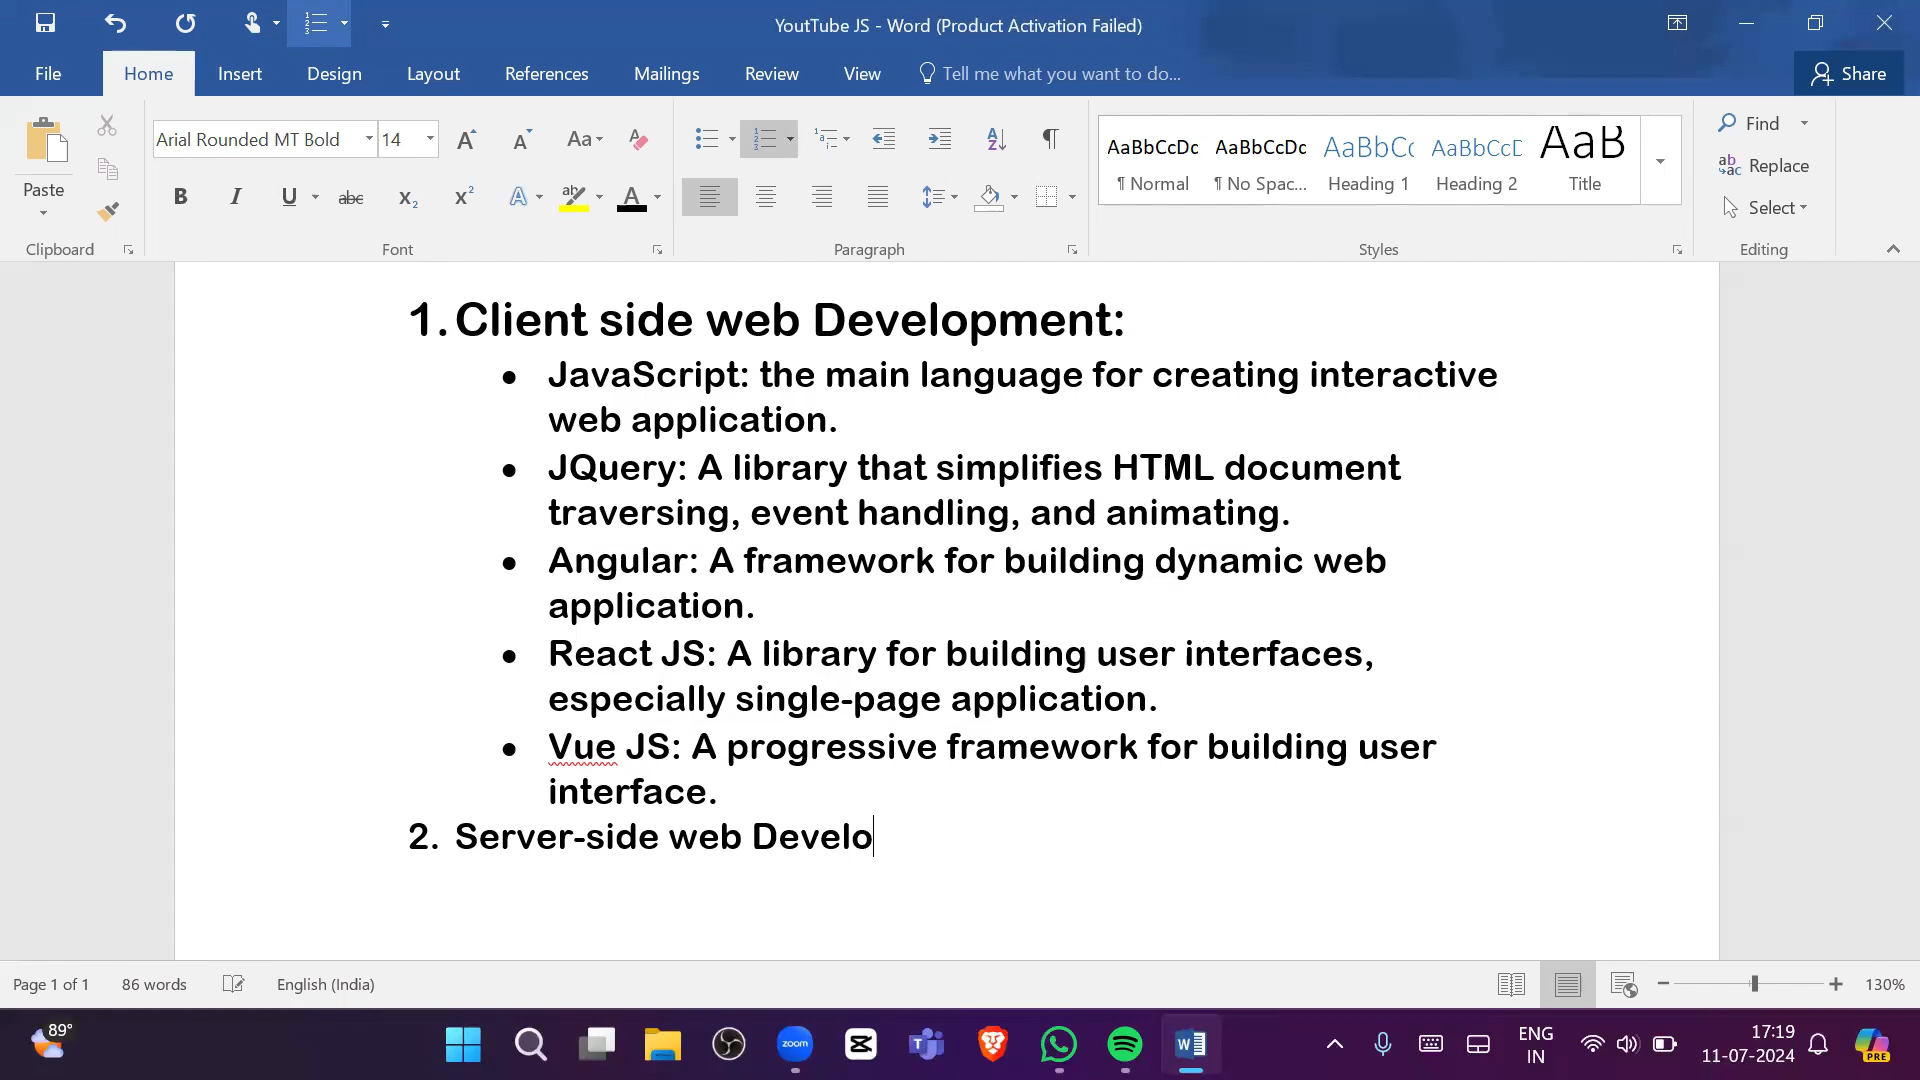 YoutTube JS - Word (Product Activation Failed)
File Home Insert Design Layout References Mailings Review View Tell me what you want to do... Share
Paste
Clipboard
Arial Rounded MT Bold 14
Font
Paragraph
AaBbCcDc AaBbCcDc AaBbCc AaBbCcD AaB
¶ Normal ¶ No Spac... Heading 1 Heading 2 Title
Styles
Find
Replace
Select
Editing
1. Client side web Development:
• JavaScript: the main language for creating interactive
web application.
• JQuery: A library that simplifies HTML document
traversing, event handling, and animating.
• Angular: A framework for building dynamic web
application.
• React JS: A library for building user interfaces,
especially single-page application.
• Vue JS: A progressive framework for building user
interface.
2. Server-side web Develo
Page 1 of 1 86 words English (India) 130%
89°
zoom
ENG
IN
17:19
11-07-2024
PRE